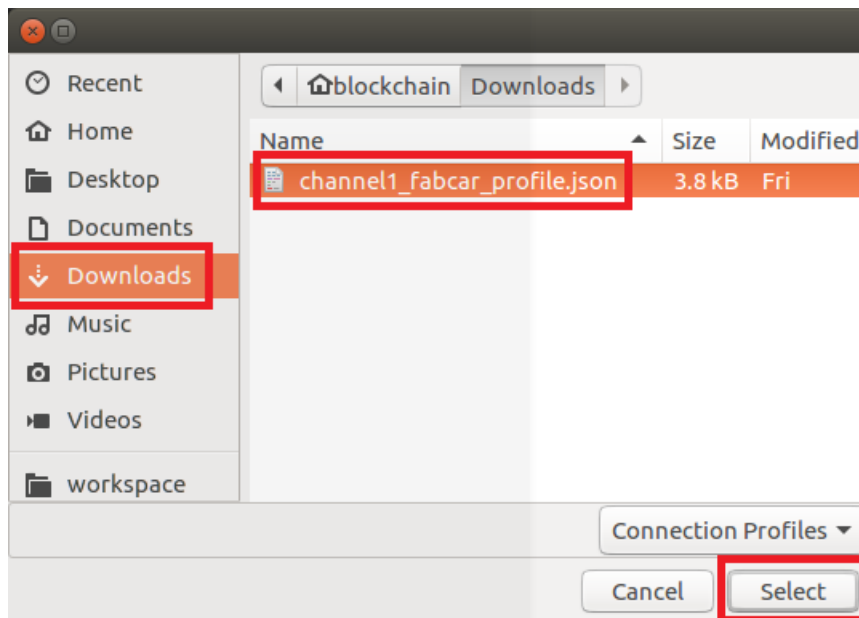 Recent
Home
Desktop
Documents
Downloads
Music
Pictures
Videos
workspace
blockchain Downloads
Name Size Modified
channel1_fabcar_profile.json 3.8 kB Fri
Connection Profiles
Cancel Select